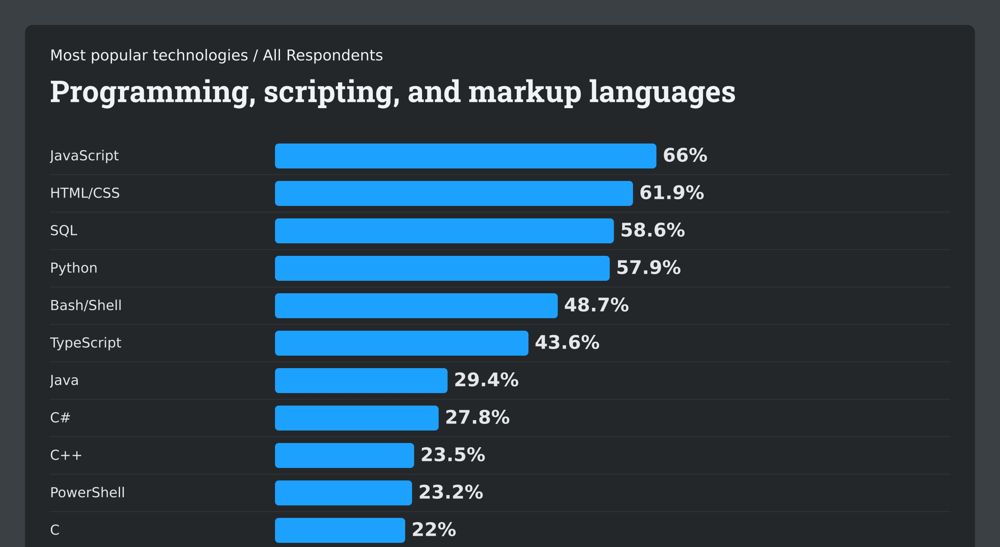 Most popular technologies / All Respondents
Programming, scripting, and markup languages
JavaScript 66%
HTML/CSS 61.9%
SQL 58.6%
Python 57.9%
Bash/Shell 48.7%
TypeScript 43.6%
Java 29.4%
C# 27.8%
C++ 23.5%
PowerShell 23.2%
C 22%